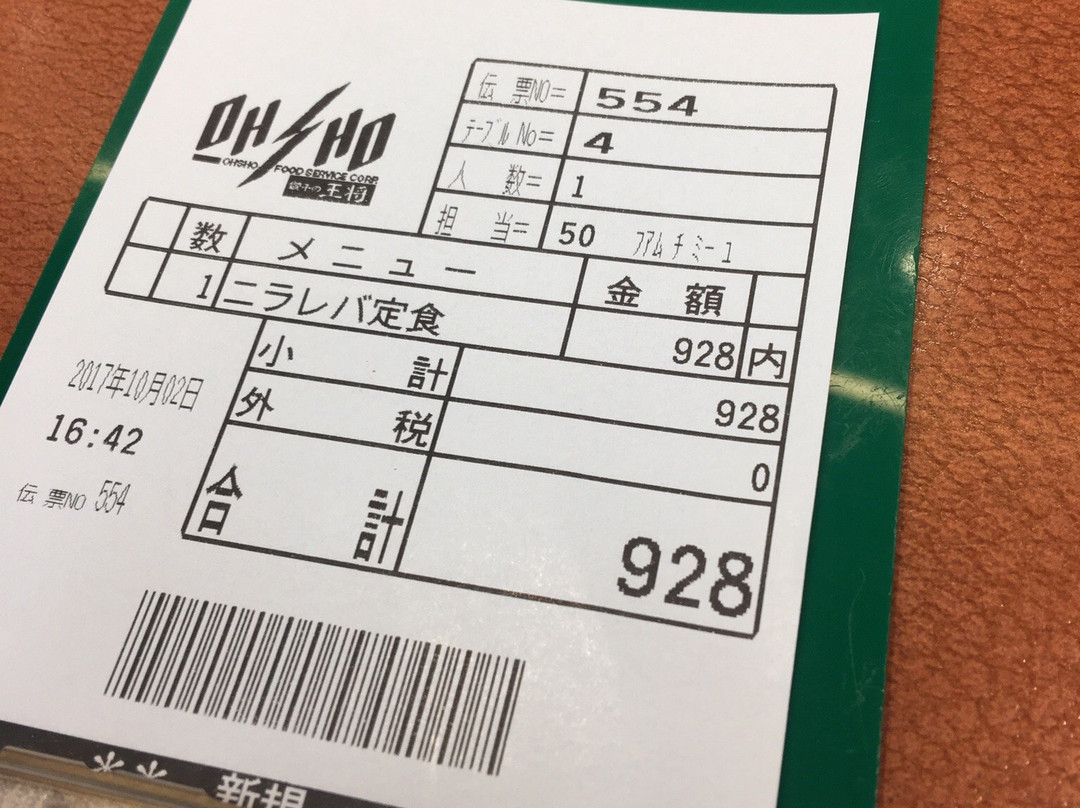 OHSHO
OHSHO FOOD SERVICE CORP.
餃子の王将
伝 票NO= 554
テーブルNo= 4
人 数= 1
担 当= 50 フアム チ ミーユ
数 メニュー 金 額
1 ニラレバ定食 928 内
小 計 928
外 税 0
合 計 928
2017年10月02日
16:42
伝 票NO 554
** 新規